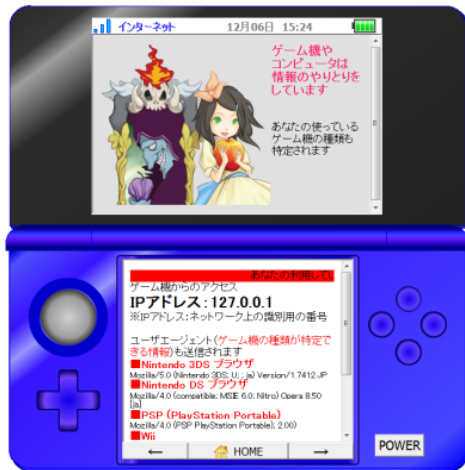 インターネット 12月06日 15:24
ゲーム機や
コンピュータは
情報のやりとりを
しています
あなたの使っている
ゲーム機の種類も
特定されます
あなたの利用してい
ゲーム機からのアクセス
IPアドレス：127.0.0.1
※IPアドレス：ネットワーク上の識別用の番号
ユーザエージェント(ゲーム機の種類が特定で
きる情報)も送信されます
■Nintendo 3DS ブラウザ
Mozilla/5.0 (Nintendo 3DS; U; ; ja) Version/1.7412.JP
■Nintendo DS ブラウザ
Mozilla/4.0 (compatible; MSIE 6.0; Nitro) Opera 8.50
[ja]
■PSP (PlayStation Portable)
Mozilla/4.0 (PSP PlayStation Portable); 2.00)
■Wii
← HOME →
POWER